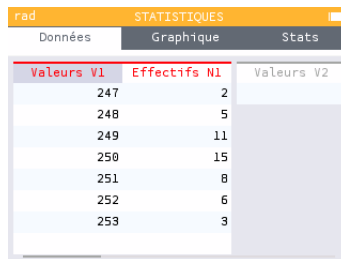 rad STATISTIQUES
Données Graphique Stats
Valeurs V1 Effectifs N1 Valeurs V2
247 2
248 5
249 11
250 15
251 8
252 6
253 3